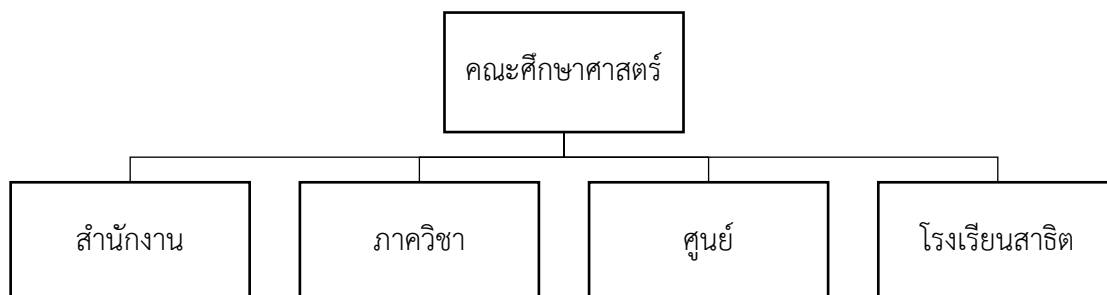 คณะศึกษาศาสตร์
สำนักงาน
ภาควิชา
ศูนย์
โรงเรียนสาธิต